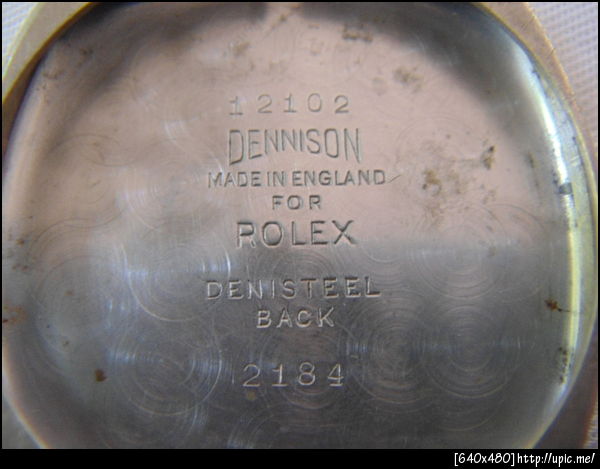 12102
DENNISON
MADE IN ENGLAND
FOR
ROLEX
DENISTEEL
BACK
2184
[640x480]http://upic.me/